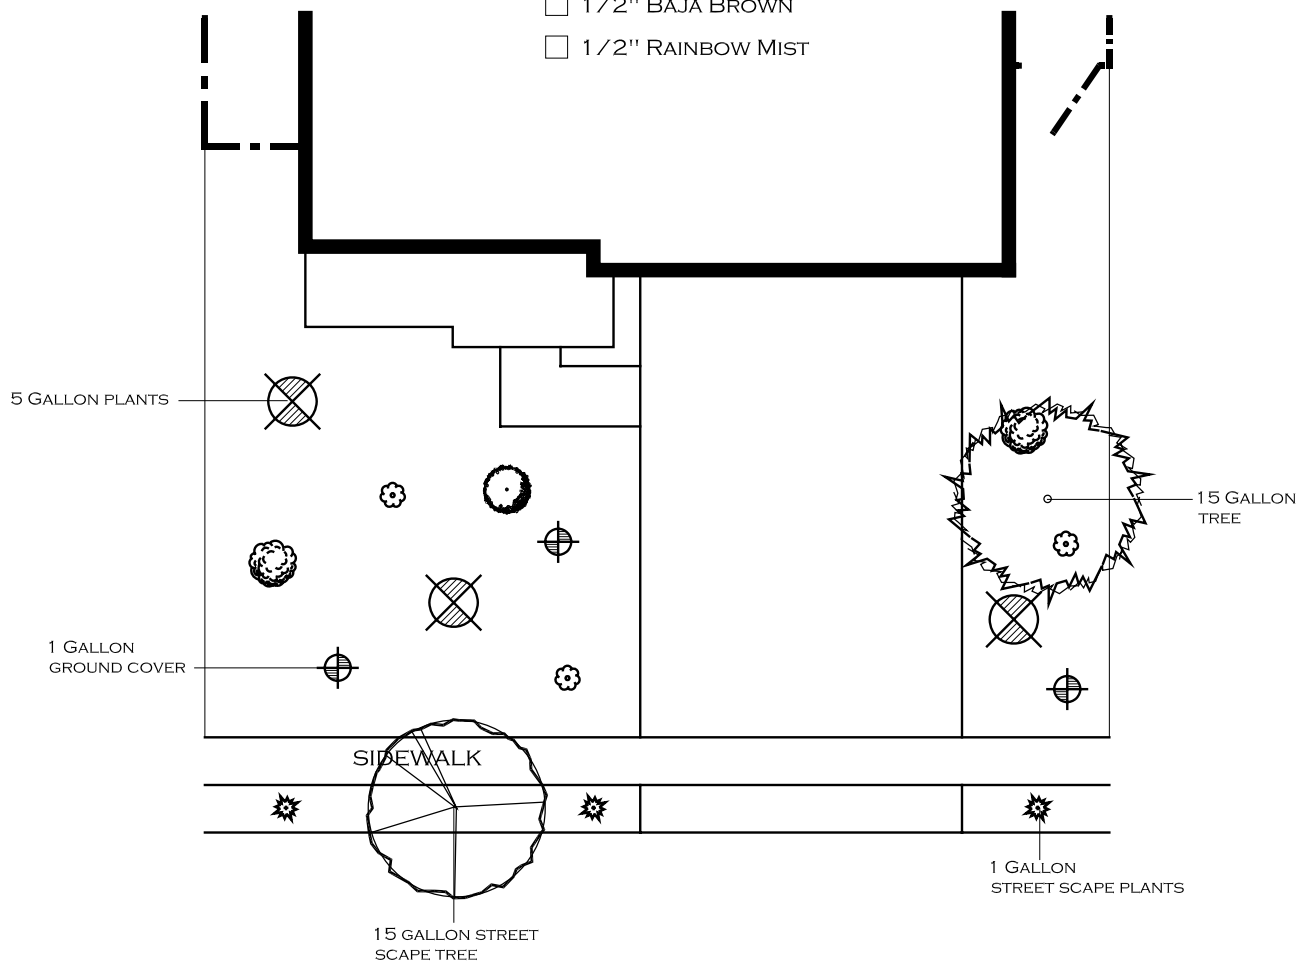 1/2" Baja Brown
1/2" Rainbow Mist
5 Gallon plants
15 Gallon
tree
1 Gallon
ground cover
SIDEWALK
1 Gallon
street scape plants
15 gallon street
scape tree